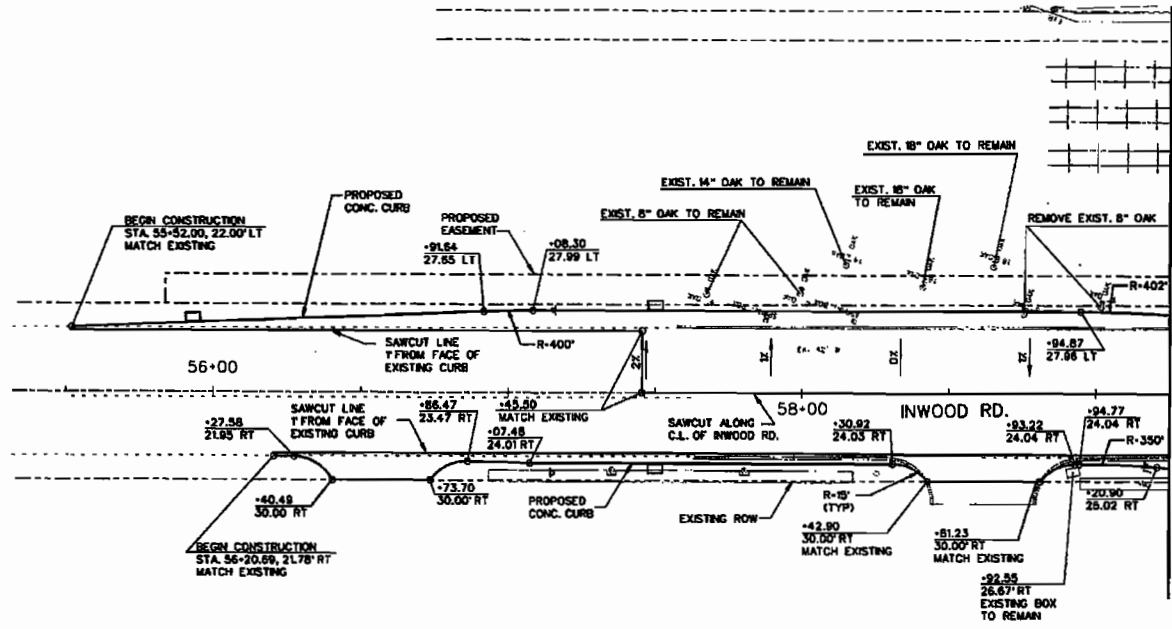 EXIST. 18" OAK TO REMAIN
EXIST. 14" OAK TO REMAIN
EXIST. 16" OAK
TO REMAIN
PROPOSED
CONC. CURB
BEGIN CONSTRUCTION
STA. 55+52.00, 22.00' LT
MATCH EXISTING
PROPOSED
EASEMENT
EXIST. 8" OAK TO REMAIN
REMOVE EXIST. 8" OAK
+91.64
27.65 LT
+08.30
27.99 LT
R=402'
SAWCUT LINE
1' FROM FACE OF
EXISTING CURB
R=400'
2%
1%
0%
+94.87
27.96 LT
56+00
58+00
INWOOD RD.
SAWCUT LINE
1' FROM FACE OF
EXISTING CURB
+86.47
23.47 RT
+45.50
MATCH EXISTING
SAWCUT ALONG
C.L. OF INWOOD RD.
+27.58
21.95 RT
+07.46
24.01 RT
+30.92
24.03 RT
+93.22
24.04 RT
+94.77
24.04 RT
R=350'
+40.49
30.00 RT
+73.70
30.00' RT
PROPOSED
CONC. CURB
EXISTING ROW
R=15'
(TYP)
+42.90
30.00' RT
MATCH EXISTING
+81.23
30.00' RT
MATCH EXISTING
+20.90
25.02 RT
BEGIN CONSTRUCTION
STA. 56+20.69, 21.78' RT
MATCH EXISTING
+92.55
26.67' RT
EXISTING BOX
TO REMAIN